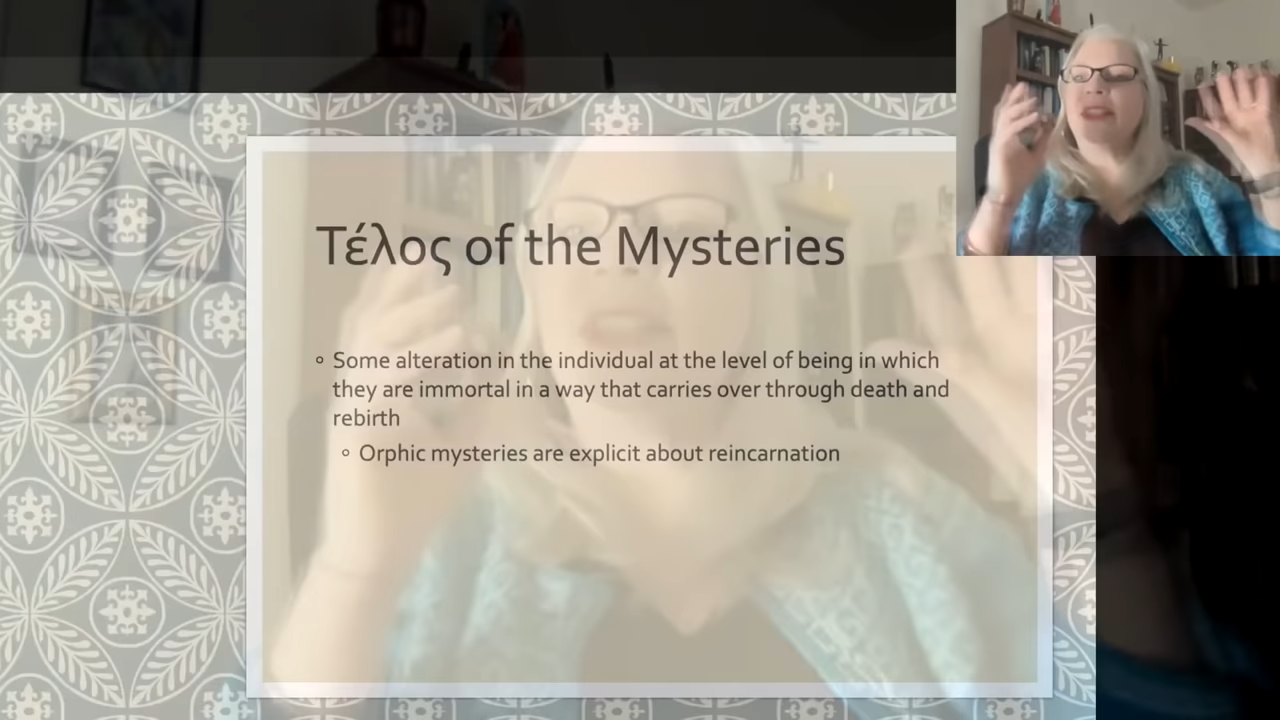 Τέλος of the Mysteries
◦ Some alteration in the individual at the level of being in which
they are immortal in a way that carries over through death and
rebirth
◦ Orphic mysteries are explicit about reincarnation